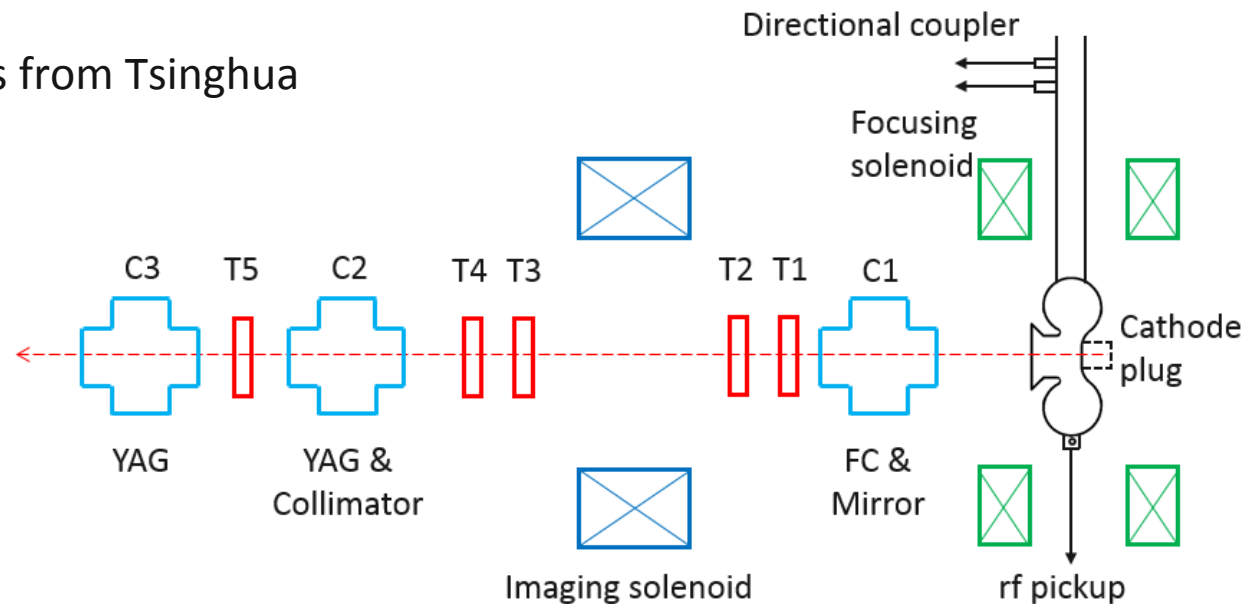 Directional coupler
s from Tsinghua
Focusing
solenoid
C3
T5
C2
T4
T3
T2
T1
C1
Cathode
plug
YAG
YAG &
Collimator
FC &
Mirror
Imaging solenoid
rf pickup